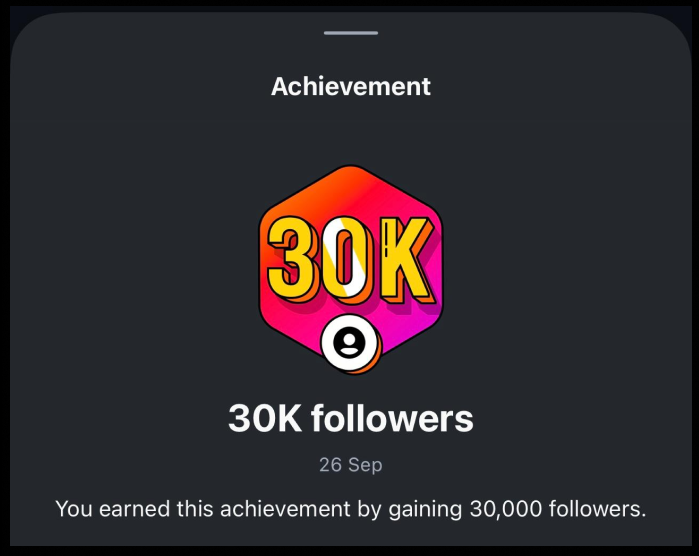 Achievement
30K
30K followers
26 Sep
You earned this achievement by gaining 30,000 followers.